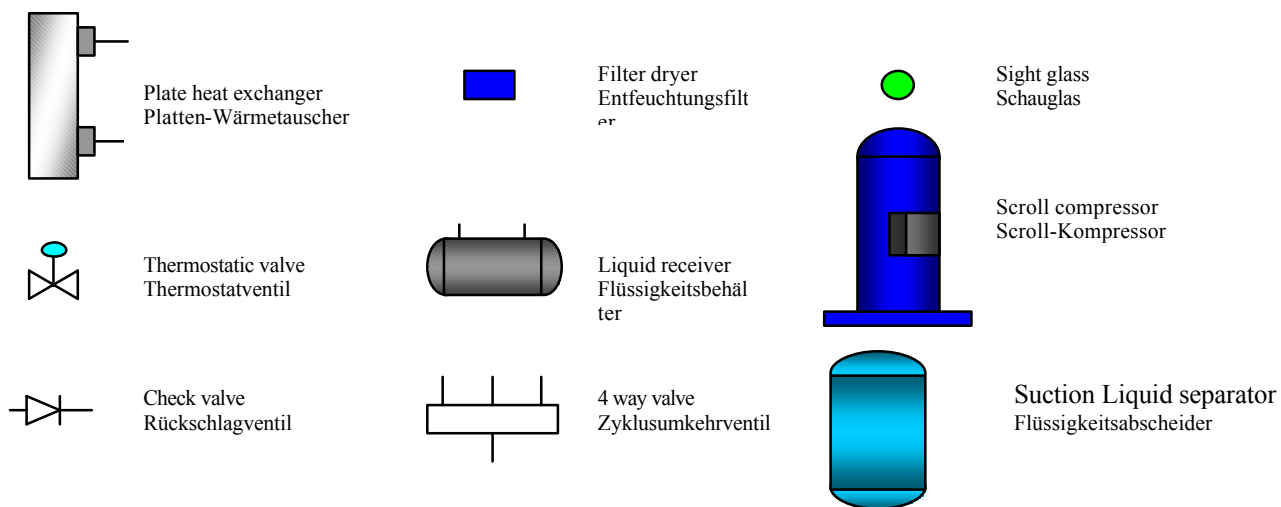 Plate heat exchanger
Platten-Wärmetauscher
Filter dryer
Entfeuchtungsfilt
er
Sight glass
Schauglas
Thermostatic valve
Thermostatventil
Liquid receiver
Flüssigkeitsbehäl
ter
Scroll compressor
Scroll-Kompressor
Check valve
Rückschlagventil
4 way valve
Zyklusumkehrventil
Suction Liquid separator
Flüssigkeitsabscheider